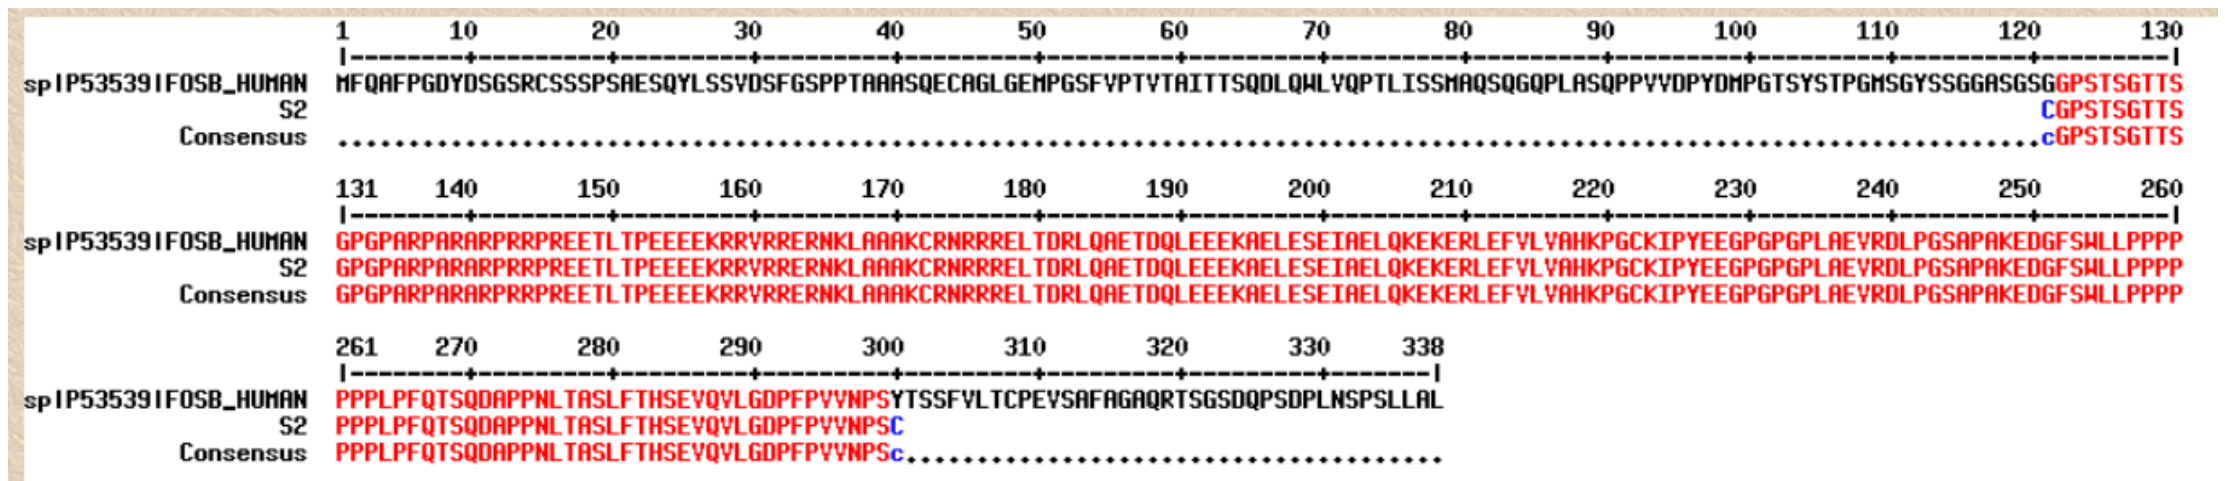 1 10 20 30 40 50 60 70 80 90 100 110 120 130
|--------+---------+---------+---------+---------+---------+---------+---------+---------+---------+---------+---------+---------|
sp|P53539|FOSB_HUMAN MFQAFPGDYDSGSRCSSSPSAESQYLSSVDSFGSPPTAAASQECAGLGEMPGSFVPTVTAITTSQDLQWLVQPTLISSMAQSQGQPLASQPPVVDPYDMPGTSYSTPGMSGYSSGGASGSGGPSTSGTTS
S2 CGPSTSGTTS
Consensus ........................................................................................................................cGPSTSGTTS
131 140 150 160 170 180 190 200 210 220 230 240 250 260
|--------+---------+---------+---------+---------+---------+---------+---------+---------+---------+---------+---------+---------|
sp|P53539|FOSB_HUMAN GPGPARPARARPRRPREETLTPEEEEKRRVRRERNKLAAAKCRNRRRELTDRLQAETDQLEEEKAELESEIAELQKEKERLEFVLVAHKPGCKIPYEEGPGPGPLAEVRDLPGSAPAKEDGFSWLLPPPP
S2 GPGPARPARARPRRPREETLTPEEEEKRRVRRERNKLAAAKCRNRRRELTDRLQAETDQLEEEKAELESEIAELQKEKERLEFVLVAHKPGCKIPYEEGPGPGPLAEVRDLPGSAPAKEDGFSWLLPPPP
Consensus GPGPARPARARPRRPREETLTPEEEEKRRVRRERNKLAAAKCRNRRRELTDRLQAETDQLEEEKAELESEIAELQKEKERLEFVLVAHKPGCKIPYEEGPGPGPLAEVRDLPGSAPAKEDGFSWLLPPPP
261 270 280 290 300 310 320 330 338
|--------+---------+---------+---------+---------+---------+---------+-------|
sp|P53539|FOSB_HUMAN PPPLPFQTSQDAPPNLTASLFTHSEVQVLGDPFPVVNPSYTSSFVLTCPEVSAFAGAQRTSGSDQPSDPLNSPSLLAL
S2 PPPLPFQTSQDAPPNLTASLFTHSEVQVLGDPFPVVNPSC
Consensus PPPLPFQTSQDAPPNLTASLFTHSEVQVLGDPFPVVNPSc......................................